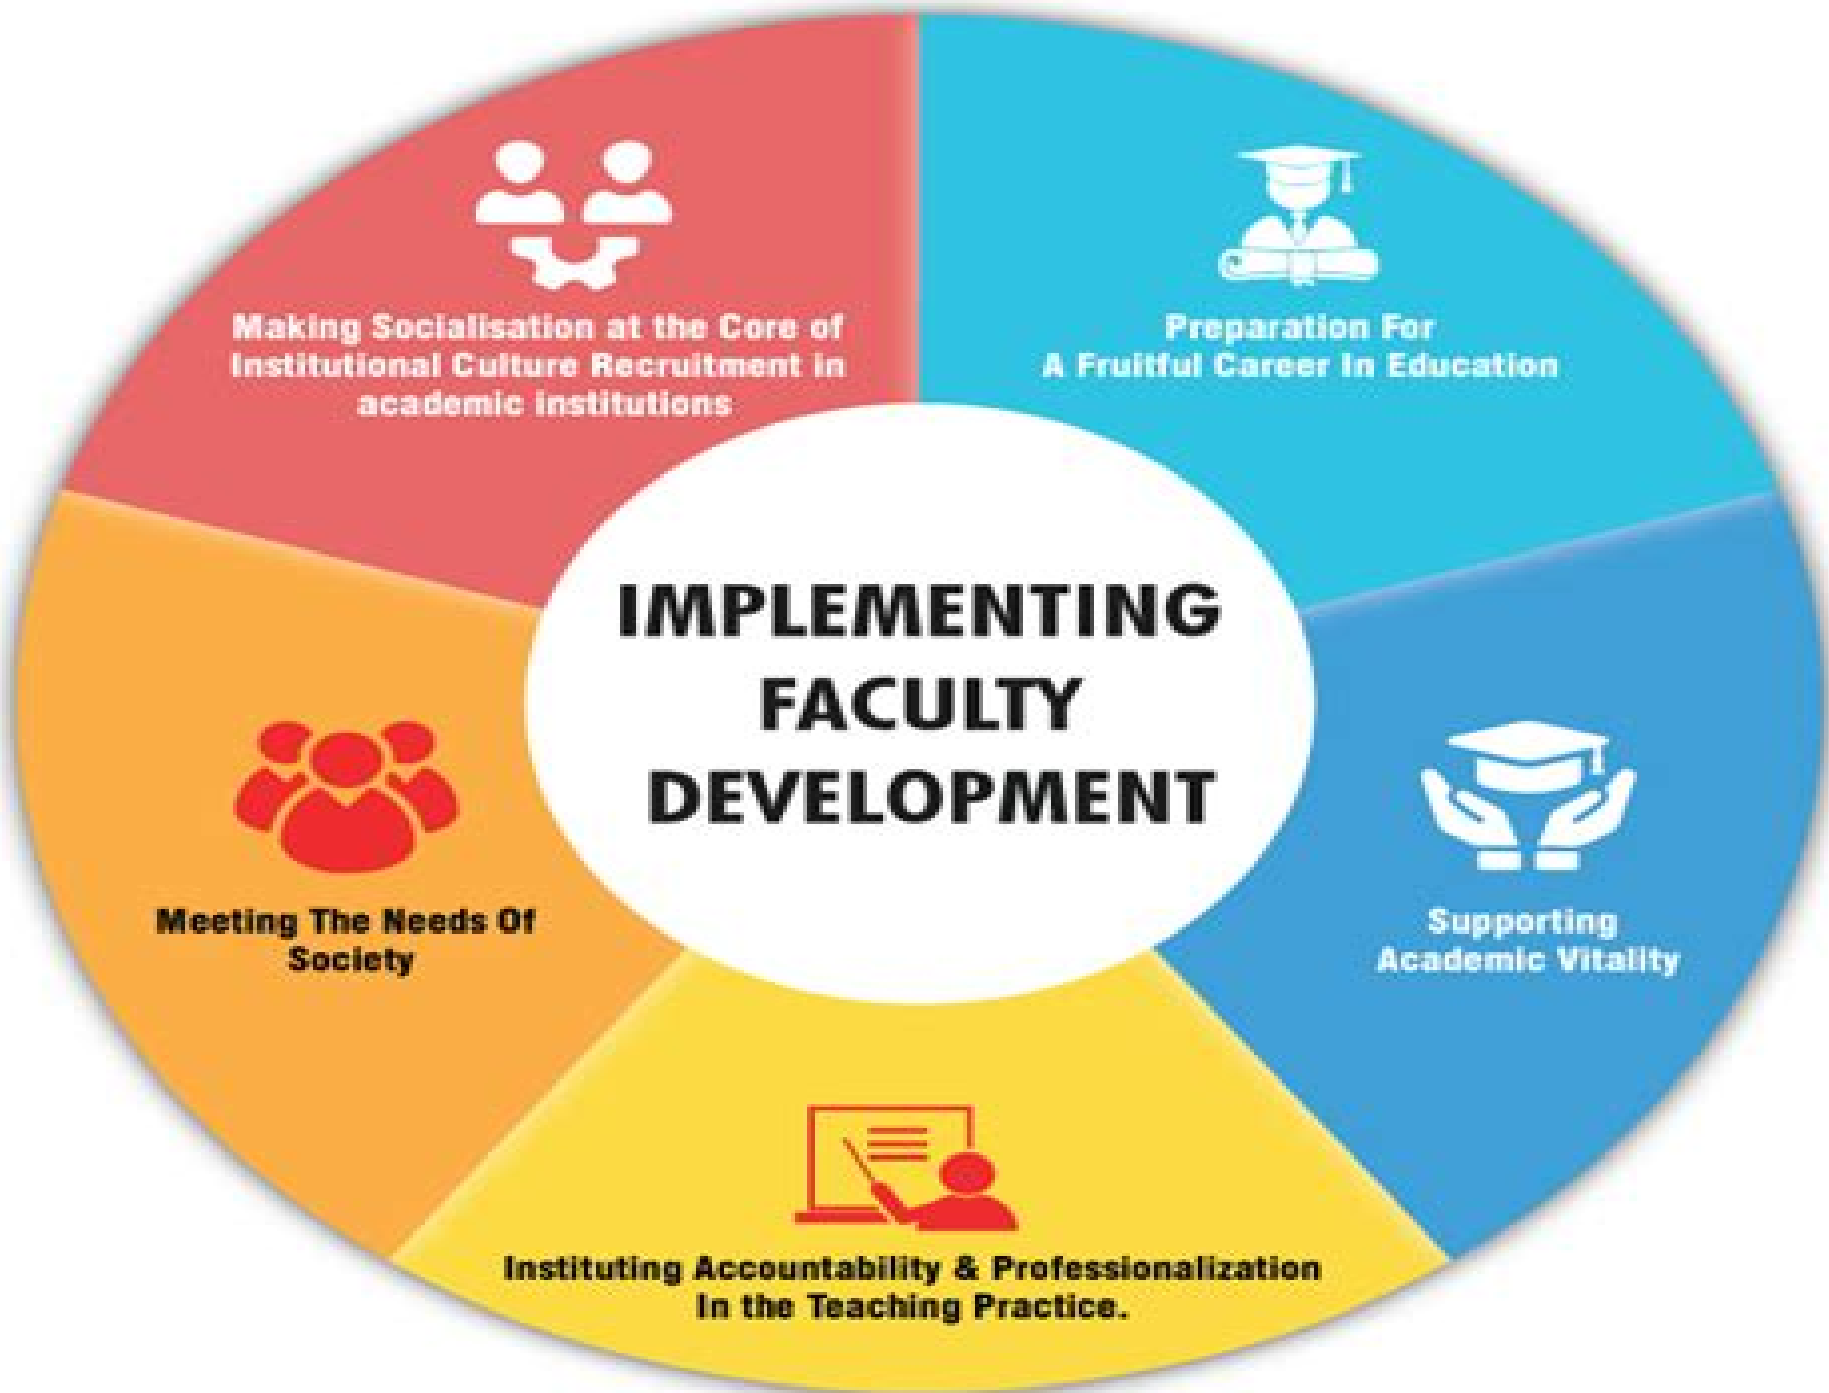 Making Socialisation at the Core of
Institutional Culture Recruitment in
academic institutions
Preparation For
A Fruitful Career In Education
IMPLEMENTING
FACULTY
DEVELOPMENT
Meeting The Needs Of
Society
Supporting
Academic Vitality
Instituting Accountability & Professionalization
In the Teaching Practice.